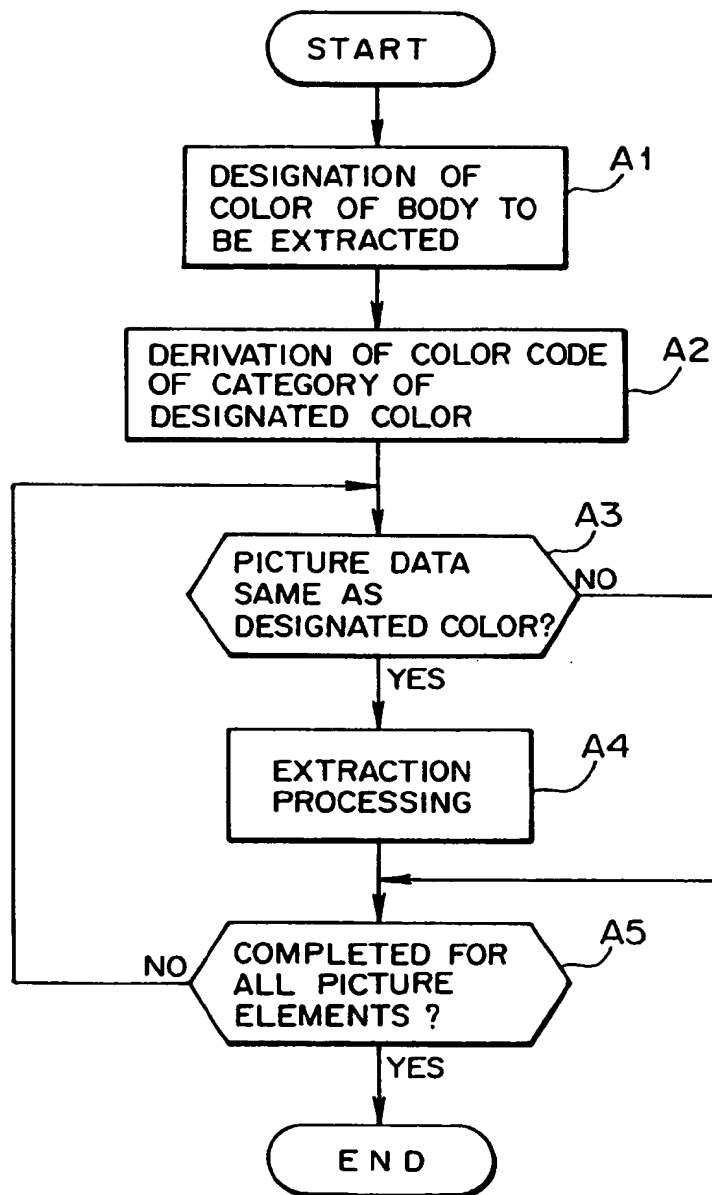 START
A1
DESIGNATION OF
COLOR OF BODY TO
BE EXTRACTED
A2
DERIVATION OF COLOR CODE
OF CATEGORY OF
DESIGNATED COLOR
A3
PICTURE DATA
SAME AS
DESIGNATED COLOR?
NO
YES
A4
EXTRACTION
PROCESSING
A5
COMPLETED FOR
ALL PICTURE
ELEMENTS ?
NO
YES
END